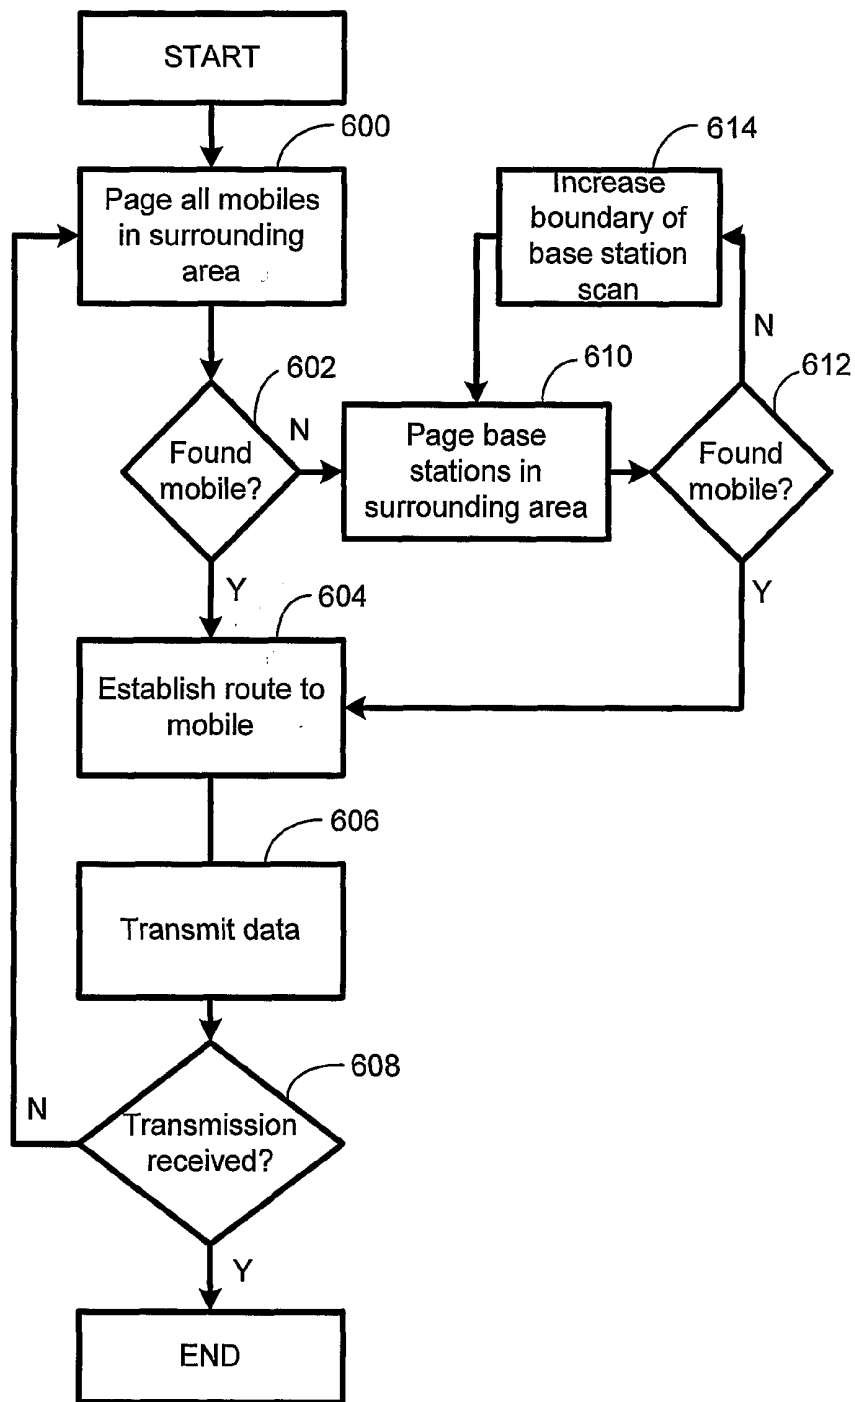 START
600
Page all mobiles
in surrounding
area
614
Increase
boundary of
base station
scan
N
602
Found
mobile?
N
610
Page base
stations in
surrounding area
612
Found
mobile?
Y
Y
604
Establish route to
mobile
606
Transmit data
608
Transmission
received?
N
Y
END